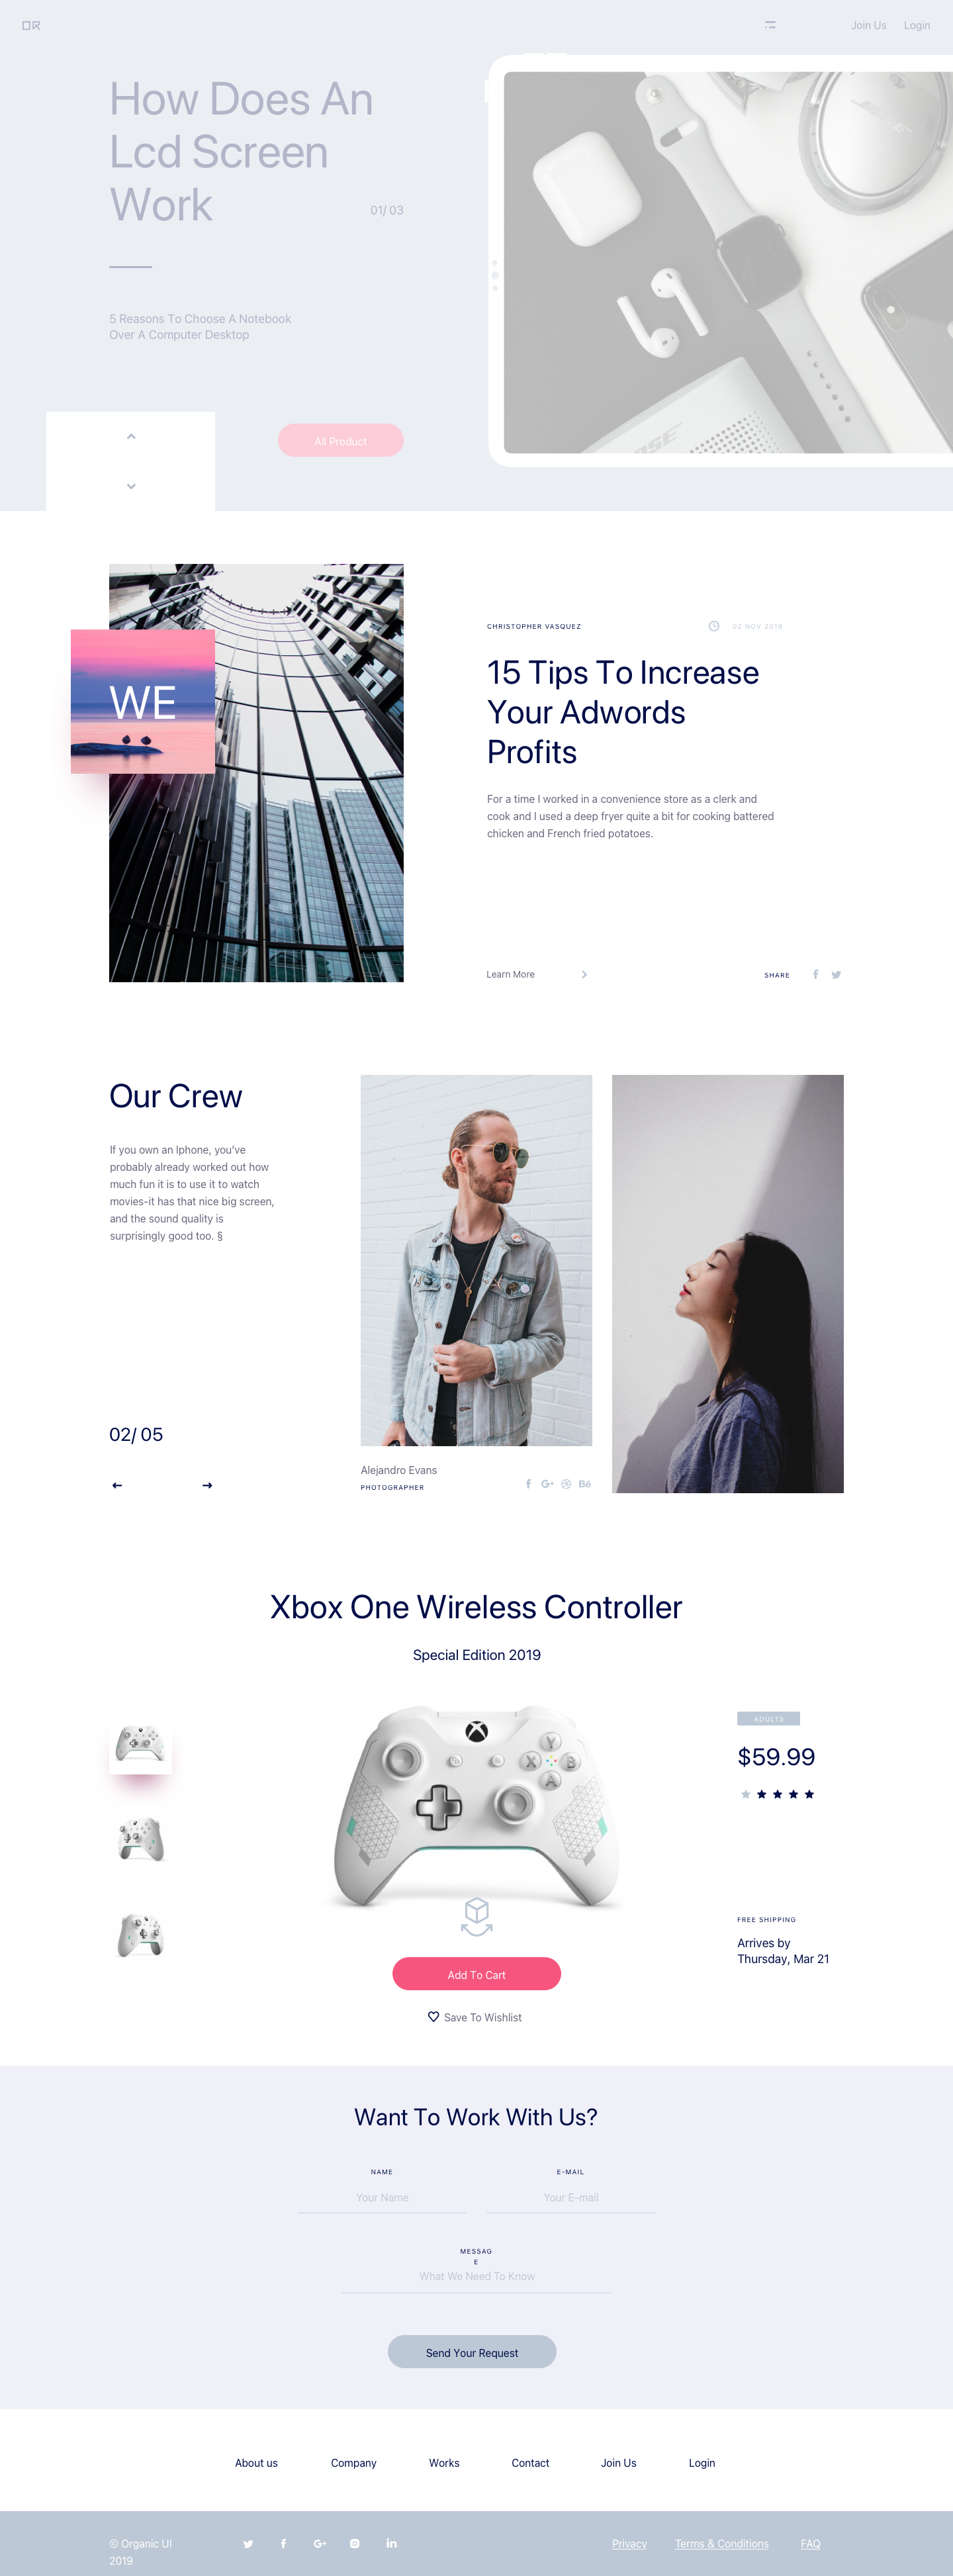 OR
Join Us Login
How Does An
Lcd Screen
Work
01/ 03
5 Reasons To Choose A Notebook
Over A Computer Desktop
All Product
WE
CHRISTOPHER VASQUEZ
02 NOV 2019
15 Tips To Increase
Your Adwords
Profits
For a time I worked in a convenience store as a clerk and
cook and I used a deep fryer quite a bit for cooking battered
chicken and French fried potatoes.
Learn More
SHARE
Our Crew
If you own an Iphone, you’ve
probably already worked out how
much fun it is to use it to watch
movies-it has that nice big screen,
and the sound quality is
surprisingly good too. §
02/ 05
Alejandro Evans
PHOTOGRAPHER
Xbox One Wireless Controller
Special Edition 2019
Y
X B
A
ADULTS
$59.99
FREE SHIPPING
Arrives by
Thursday, Mar 21
Add To Cart
Save To Wishlist
Want To Work With Us?
NAME
Your Name
E-MAIL
Your E-mail
MESSAG
E
What We Need To Know
Send Your Request
About us Company Works Contact Join Us Login
© Organic UI
2019
Privacy Terms & Conditions FAQ